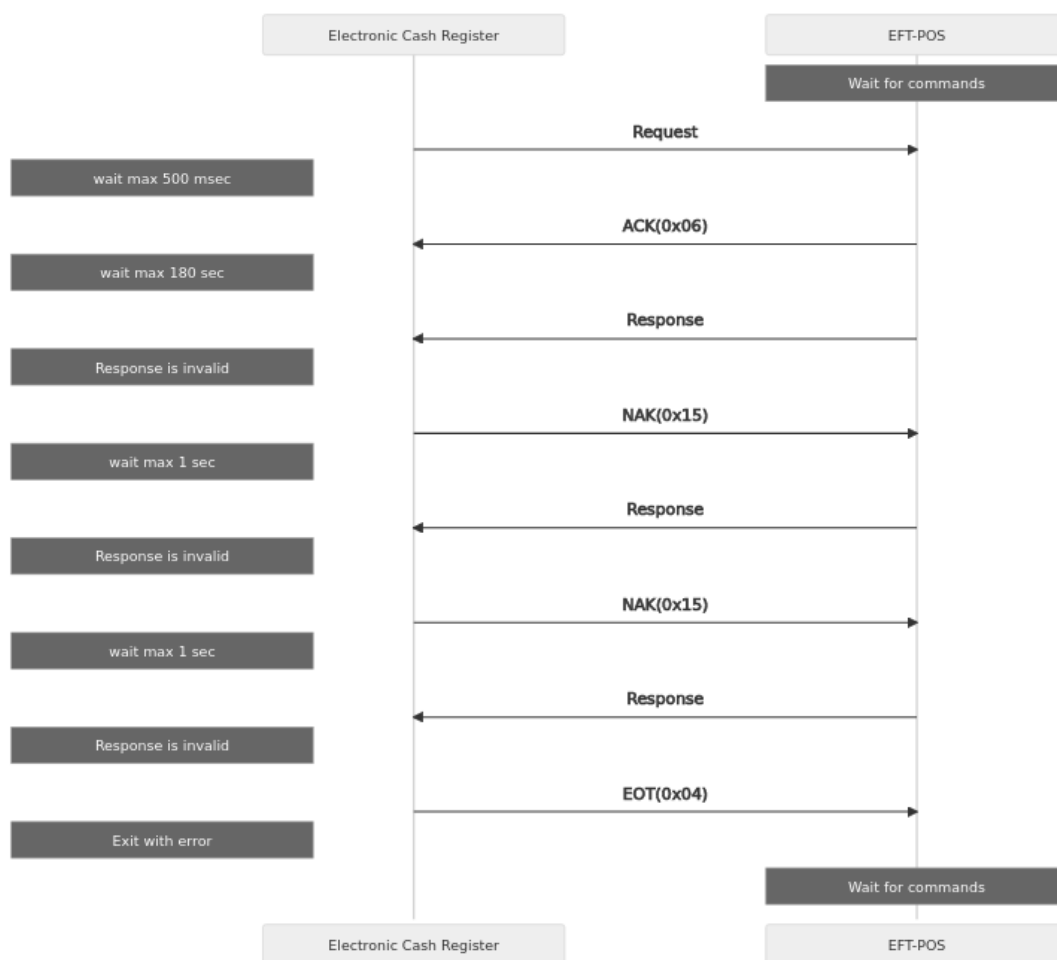 Electronic Cash Register
EFT-POS
Wait for commands
Request
wait max 500 msec
ACK(0x06)
wait max 180 sec
Response
Response is invalid
NAK(0x15)
wait max 1 sec
Response
Response is invalid
NAK(0x15)
wait max 1 sec
Response
Response is invalid
EOT(0x04)
Exit with error
Wait for commands
Electronic Cash Register
EFT-POS